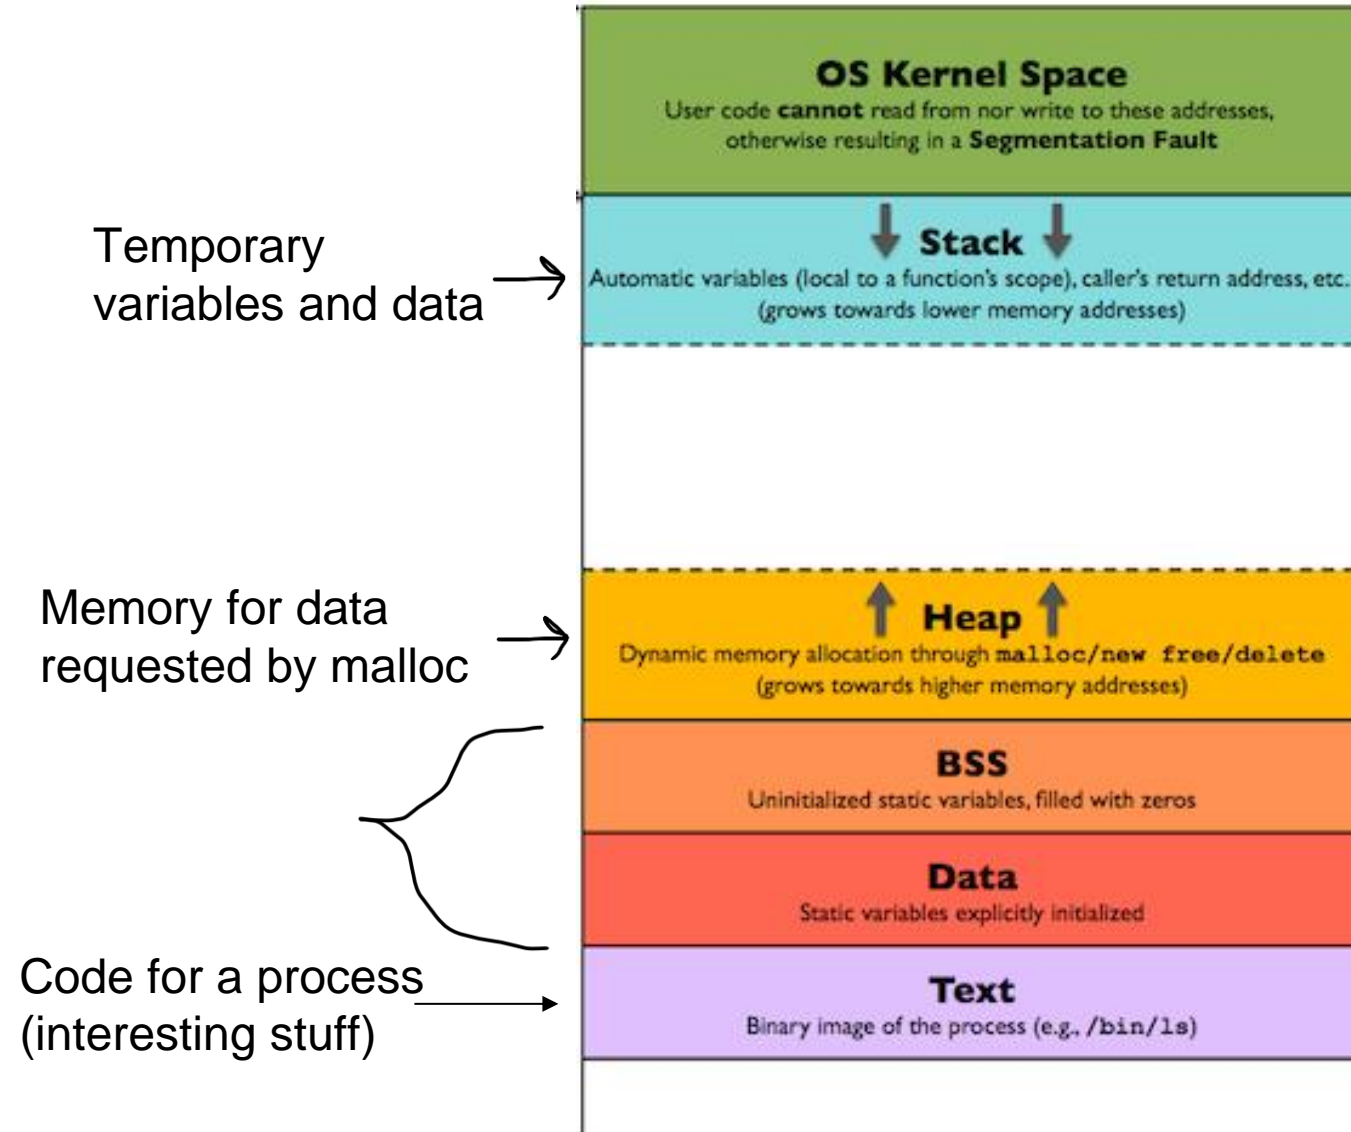 OS Kernel Space
User code cannot read from nor write to these addresses,
otherwise resulting in a Segmentation Fault
Temporary
variables and data
Stack
Automatic variables (local to a function's scope), caller's return address, etc.
(grows towards lower memory addresses)
Memory for data
requested by malloc
Heap
Dynamic memory allocation through malloc/new free/delete
(grows towards higher memory addresses)
BSS
Uninitialized static variables, filled with zeros
Data
Static variables explicitly initialized
Code for a process
(interesting stuff)
Text
Binary image of the process (e.g., /bin/ls)